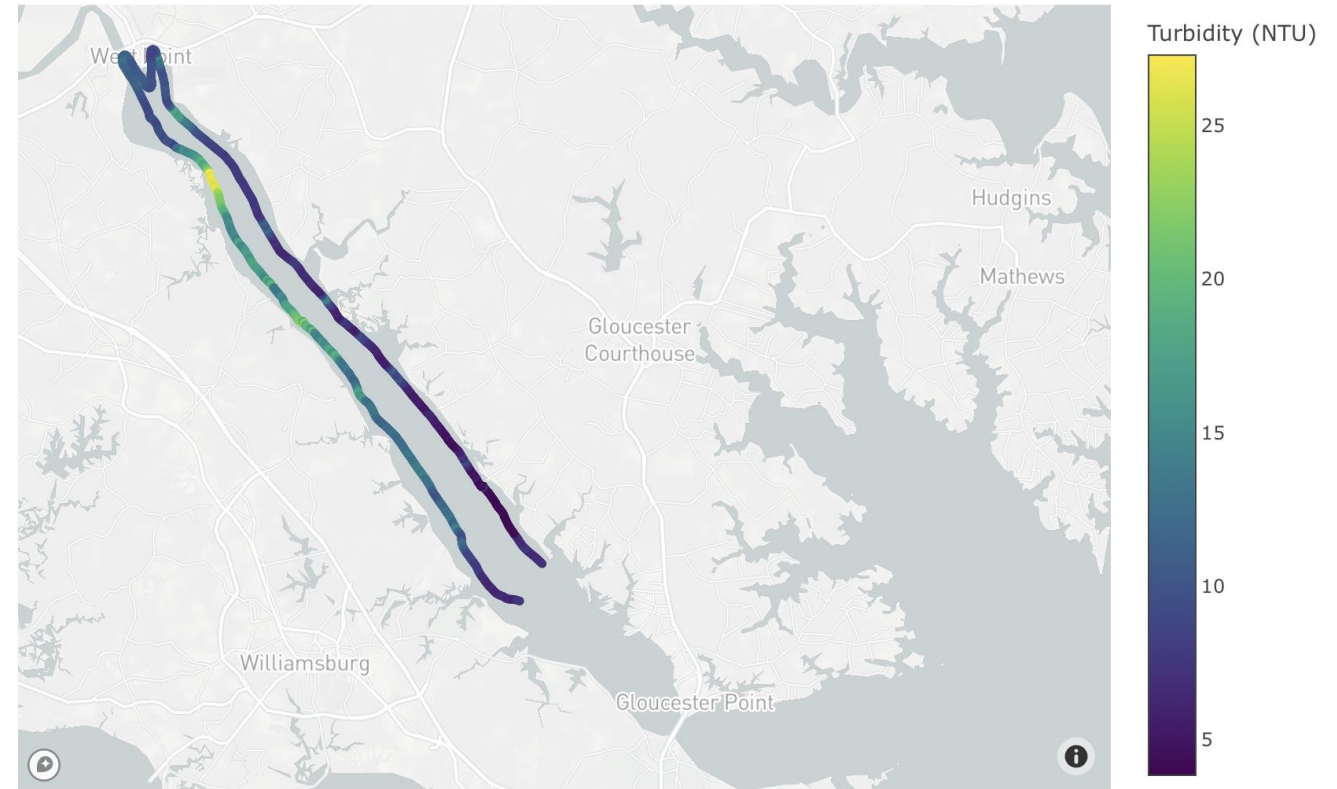 Turbidity (NTU)
West Point
25
Hudgins
Mathews
20
Gloucester
Courthouse
15
10
Williamsburg
Gloucester Point
5
i